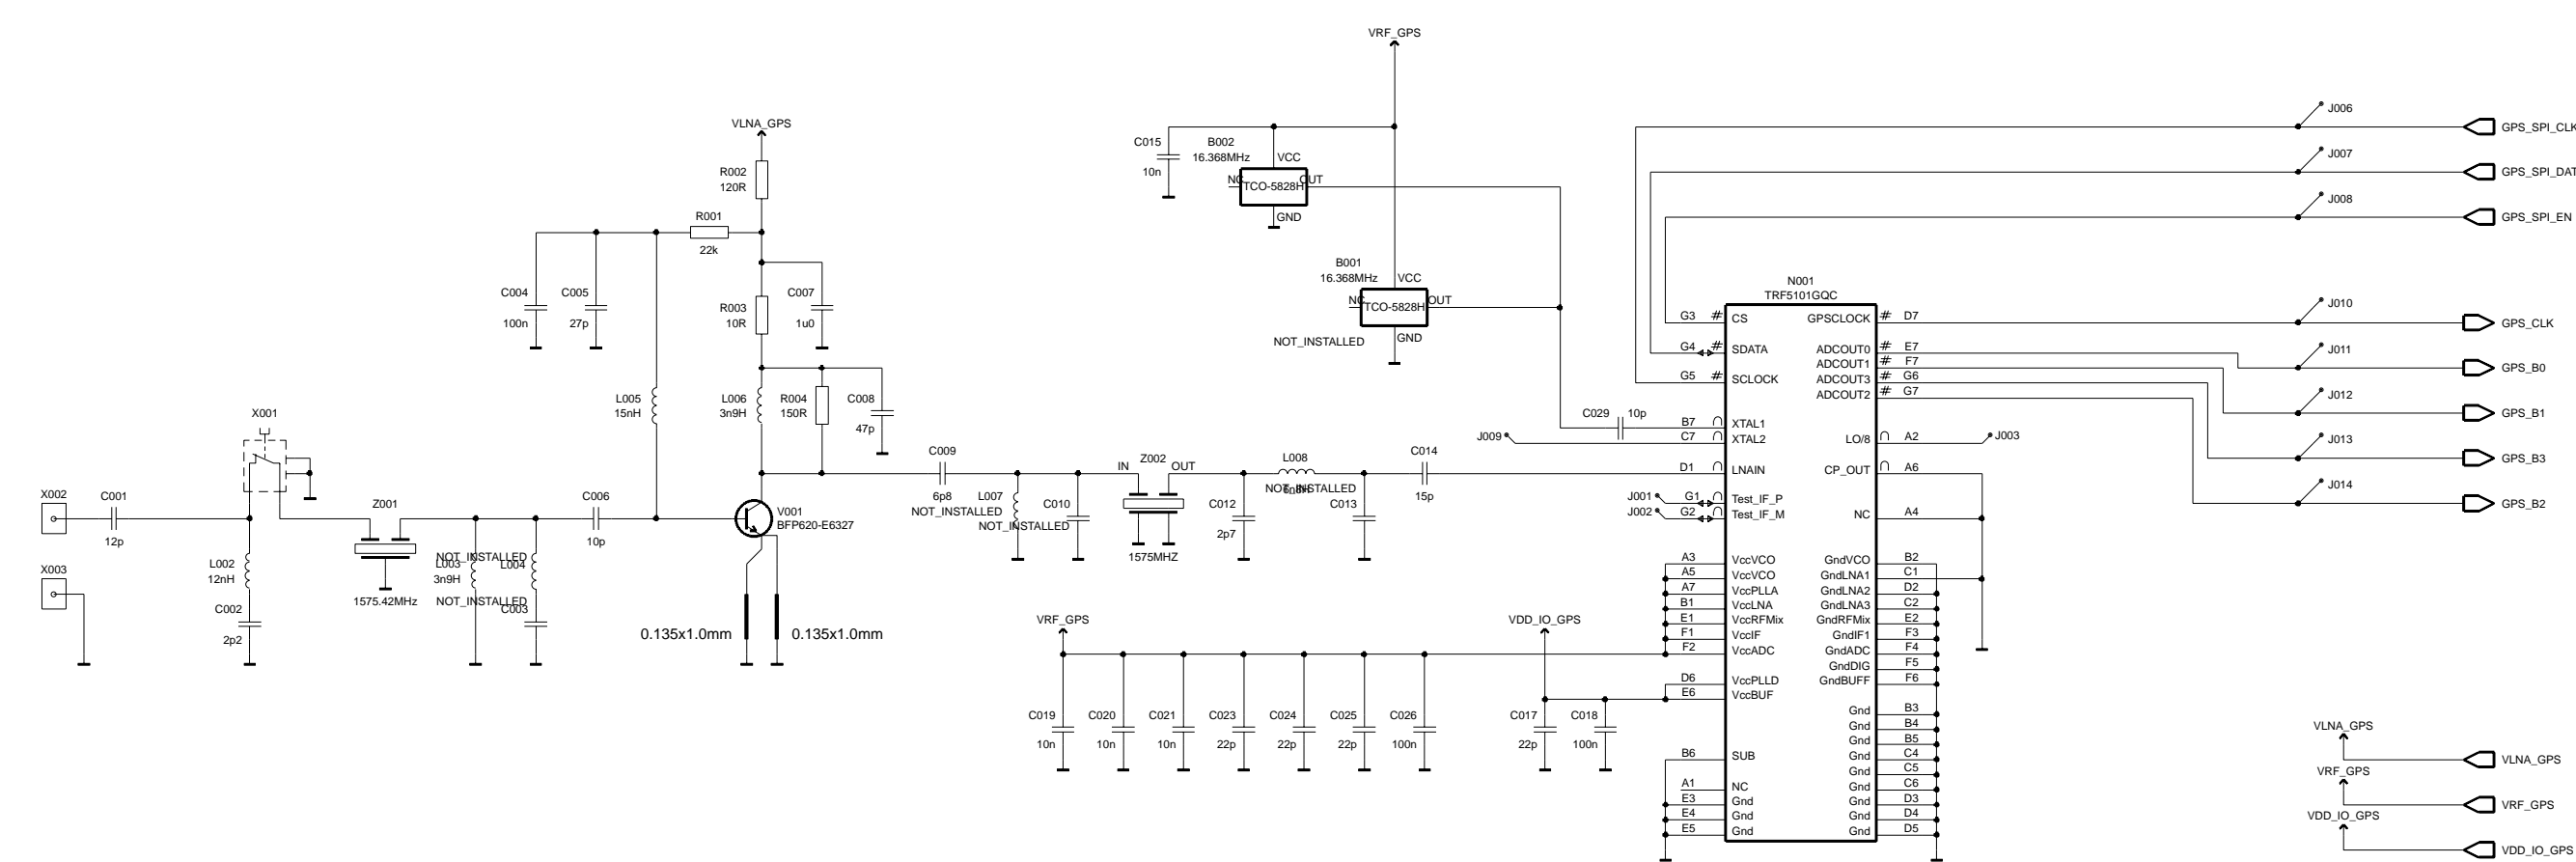 VRF_GPS
VLNA_GPS
J006
GPS_SPI_CLK
C015
10n
B002
16.368MHz
VCC
NC
TCO-5828H
OUT
GND
J007
GPS_SPI_DAT
R002
120R
J008
GPS_SPI_EN
R001
22k
B001
16.368MHz
VCC
NC
TCO-5828H
OUT
GND
NOT_INSTALLED
C004
100n
C005
27p
R003
10R
C007
1u0
N001
TRF5101GQC
G3
CS
G4
SDATA
G5
SCLOCK
B7
XTAL1
C7
XTAL2
D1
LNAIN
G1
Test_IF_P
G2
Test_IF_M
A3
VccVCO
A5
VccVCO
A7
VccPLLA
B1
VccLNA
E1
VccRFMix
F1
VccIF
F2
VccADC
D6
VccPLLD
E6
VccBUF
B6
SUB
A1
NC
E3
Gnd
E4
Gnd
E5
Gnd
GPSCLOCK
D7
ADCOUT0
E7
ADCOUT1
F7
ADCOUT3
G6
ADCOUT2
G7
LO/8
A2
J003
CP_OUT
A6
NC
A4
GndVCO
B2
GndLNA1
C1
GndLNA2
D2
GndLNA3
C2
GndRFMix
E2
GndIF1
F3
GndADC
F4
GndDIG
F5
GndBUFF
F6
Gnd
B3
Gnd
B4
Gnd
B5
Gnd
C4
Gnd
C5
Gnd
C6
Gnd
D3
Gnd
D4
Gnd
D5
J010
GPS_CLK
J011
GPS_B0
J012
GPS_B1
J013
GPS_B3
J014
GPS_B2
L005
15nH
L006
3n9H
R004
150R
C008
47p
C029
10p
J009
J001
J002
X001
X002
C001
12p
X003
L002
12nH
C002
2p2
Z001
1575.42MHz
NOT_INSTALLED
L003
3n9H
L004
NOT_INSTALLED
C003
C006
10p
V001
BFP620-E6327
0.135x1.0mm
0.135x1.0mm
C009
6p8
NOT_INSTALLED
L007
NOT_INSTALLED
C010
IN
Z002
OUT
1575MHZ
C012
2p7
L008
NOT_INSTALLED
C013
C014
15p
VRF_GPS
C019
10n
C020
10n
C021
10n
C023
22p
C024
22p
C025
22p
C026
100n
VDD_IO_GPS
C017
22p
C018
100n
VLNA_GPS
VLNA_GPS
VRF_GPS
VRF_GPS
VDD_IO_GPS
VDD_IO_GPS